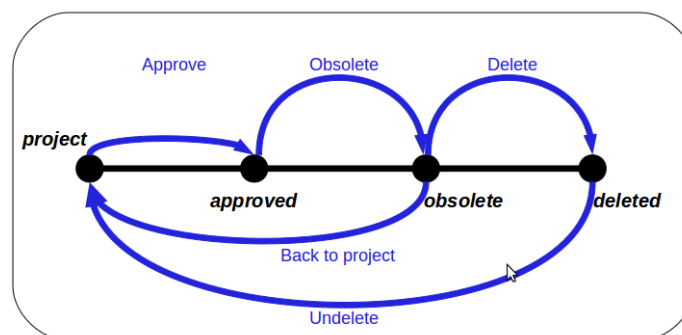 Approve
Obsolete
Delete
project
approved
obsolete
deleted
Back to project
Undelete